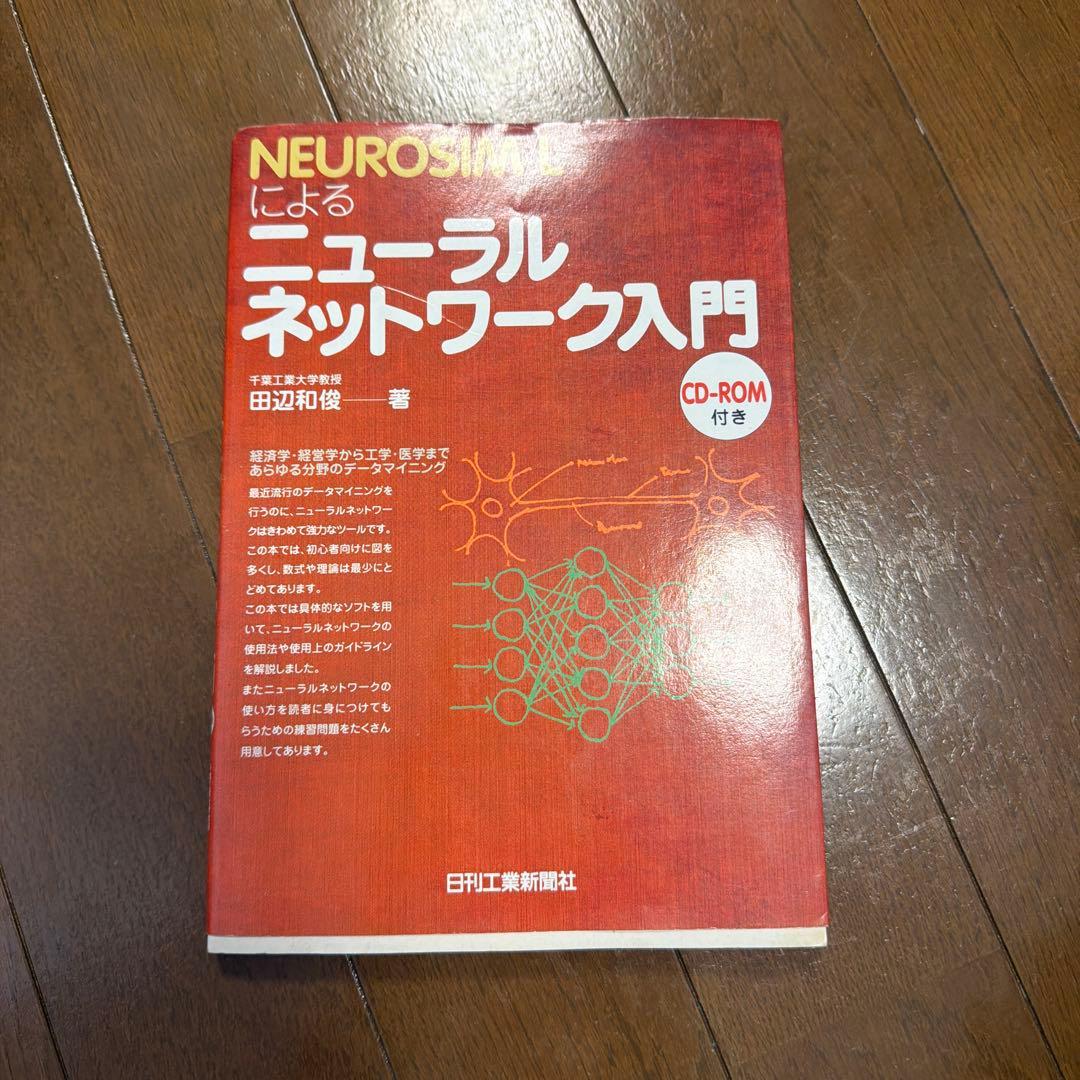 NEUROSIM/L
による
ニューラル
ネットワーク入門
千葉工業大学教授
田辺和俊――著
CD-ROM
付き
経済学・経営学から工学・医学まで
あらゆる分野のデータマイニング
最近流行のデータマイニングを
行うのに、ニューラルネットワー
クはきわめて強力なツールです。
この本では、初心者向けに図を
多くし、数式や理論は最少にと
どめてあります。
この本では具体的なソフトを用
いて、ニューラルネットワークの
使用法や使用上のガイドライン
を解説しました。
またニューラルネットワークの
使い方を読者に身につけても
らうための練習問題をたくさん
用意してあります。
日刊工業新聞社